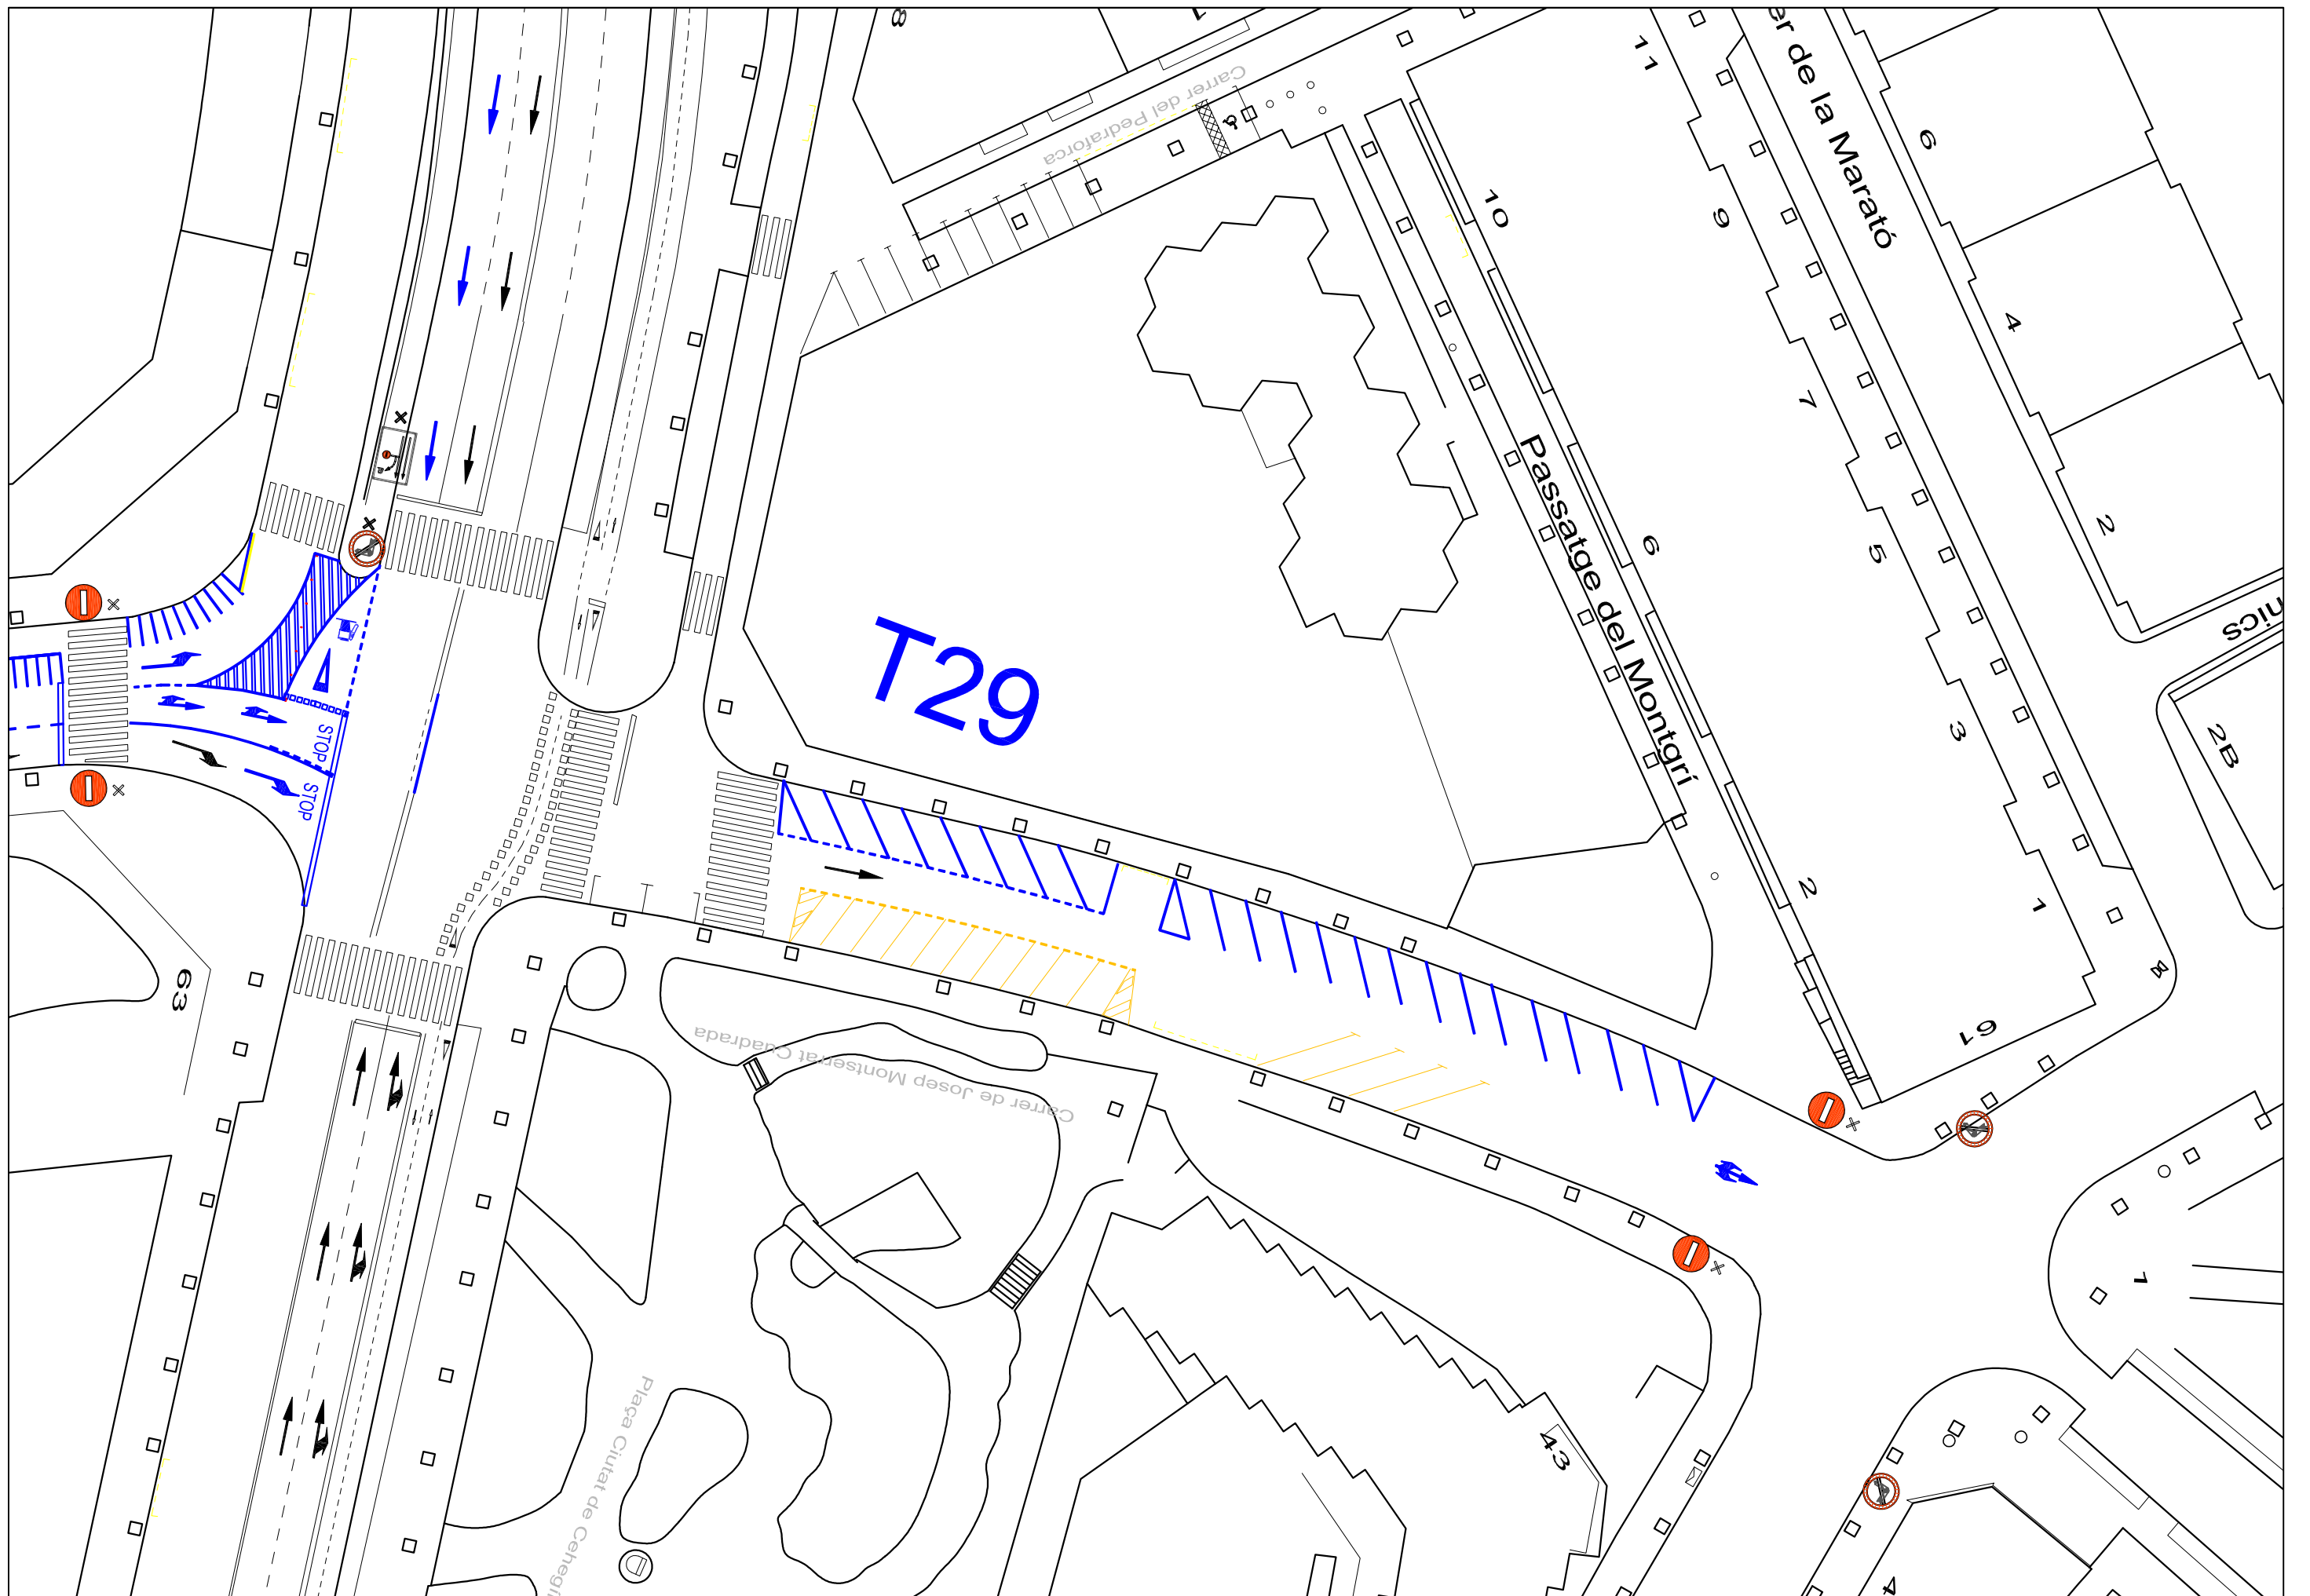 8
Carrer del Pedraforca
11
er de la Marató
6
10
9
4
7
Passatge del Montgrí
6
5
2
nics
T29
STOP
STOP
3
2B
2
1
63
61
Carrer de Josep Montserrat Cuadrada
1
43
Plaça Ciutat de Cehegí
4